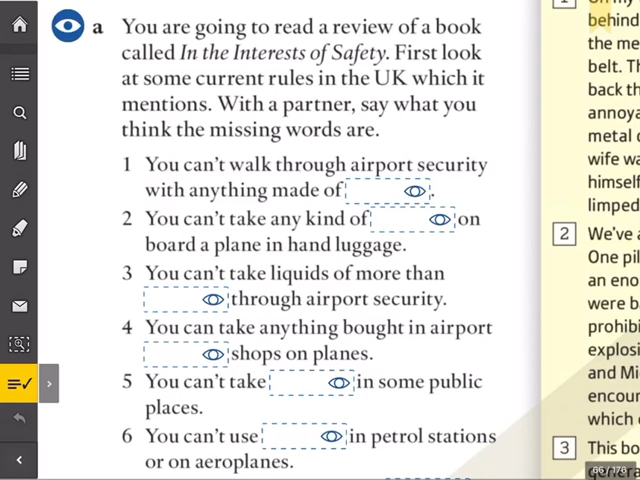 a You are going to read a review of a book
called In the Interests of Safety. First look
at some current rules in the UK which it
mentions. With a partner, say what you
think the missing words are.
1 You can't walk through airport security
with anything made of .
2 You can't take any kind of on
board a plane in hand luggage.
3 You can't take liquids of more than
through airport security.
4 You can take anything bought in airport
shops on planes.
5 You can't take in some public
places.
6 You can't use in petrol stations
or on aeroplanes.
1
behind
the me
belt. Th
back th
annoya
metal d
wife wa
himself
limped
2 We've a
One pil
an eno
were ba
prohibi
explosi
and Mi
encour
which
3 This bo
66 / 176